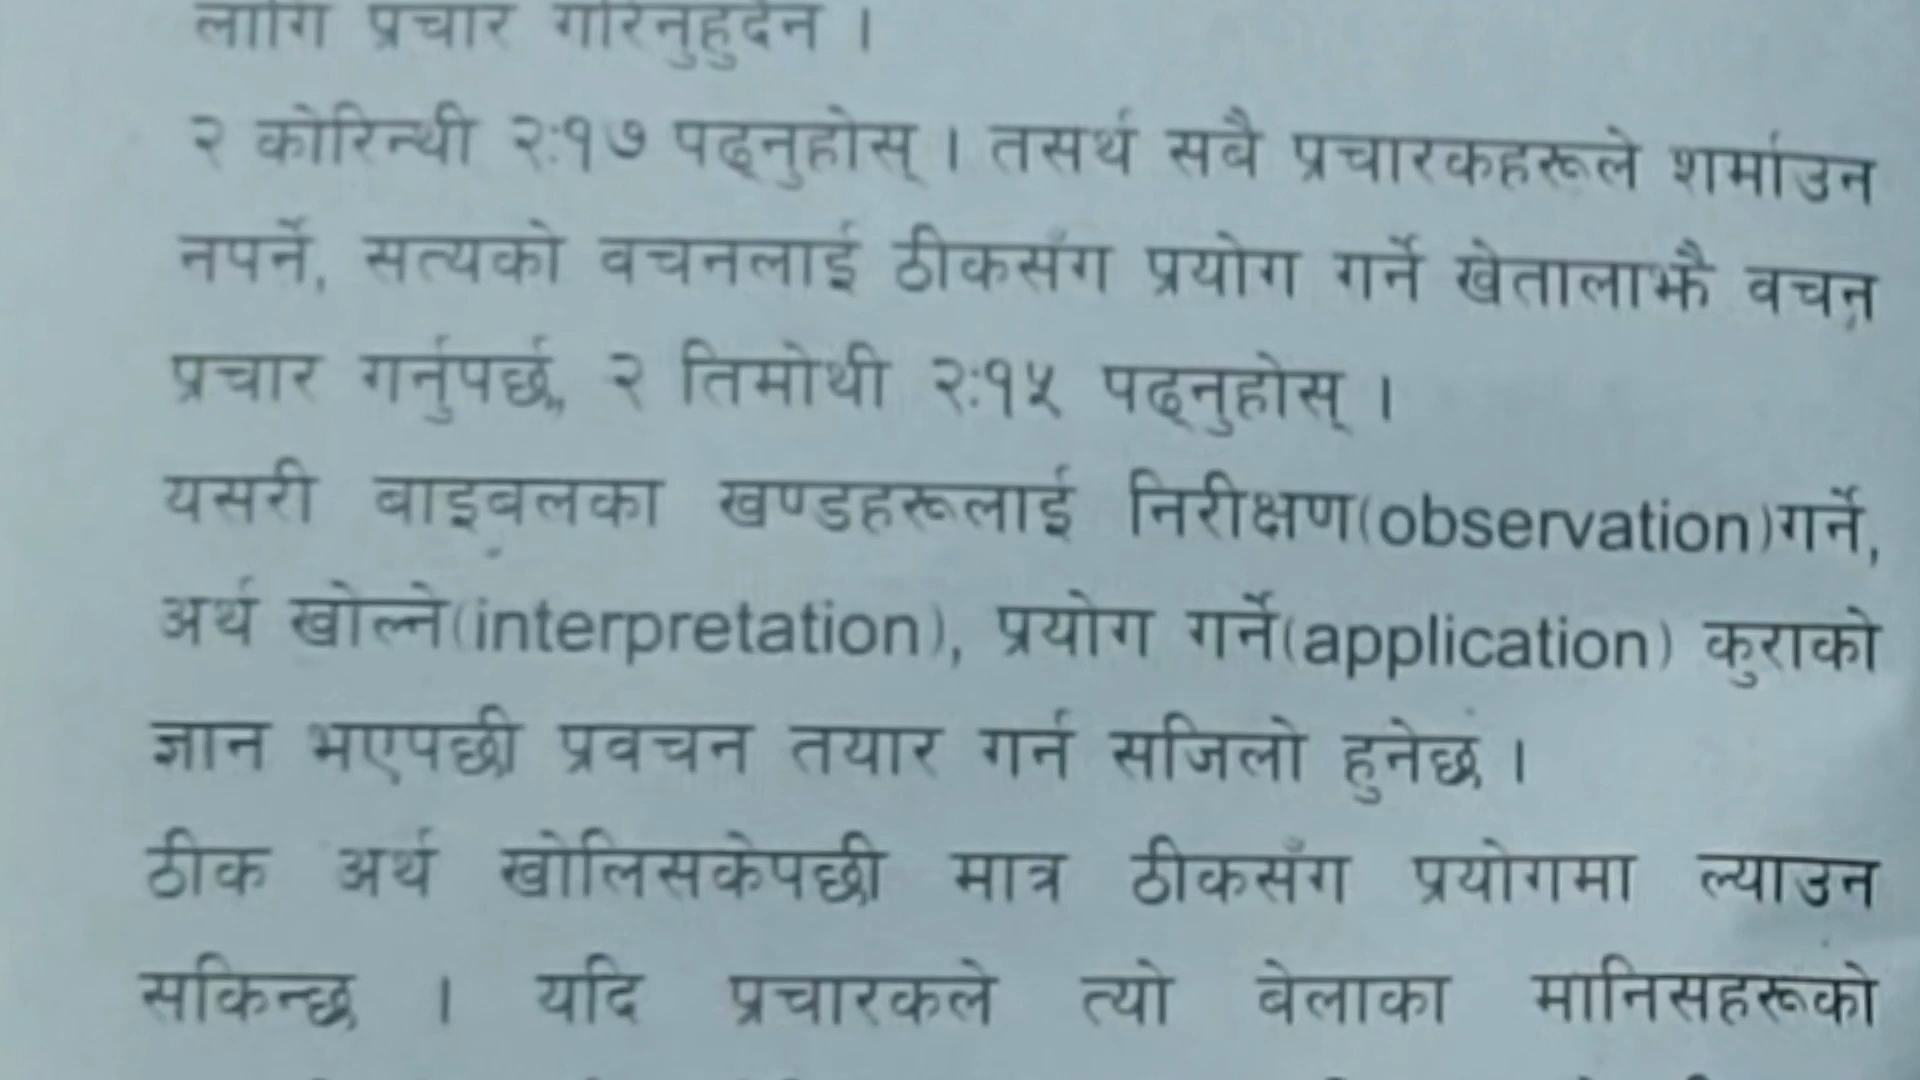 लागि प्रचार गरिनुहुदैन ।
२ कोरिन्थी २:१७ पढ्नुहोस् । तसर्थ सबै प्रचारकहरूले शर्माउन
नपर्ने, सत्यको वचनलाई ठीकसँग प्रयोग गर्ने खेतालाझै वचन
प्रचार गर्नुपर्छ, २ तिमोथी २:१५ पढ्नुहोस् ।
यसरी बाइबलका खण्डहरूलाई निरीक्षण(observation)गर्ने,
अर्थ खोल्ने(interpretation), प्रयोग गर्ने(application) कुराको
ज्ञान भएपछी प्रवचन तयार गर्न सजिलो हुनेछ ।
ठीक अर्थ खोलिसकेपछी मात्र ठीकसँग प्रयोगमा ल्याउन
सकिन्छ । यदि प्रचारकले त्यो बेलाका मानिसहरूको